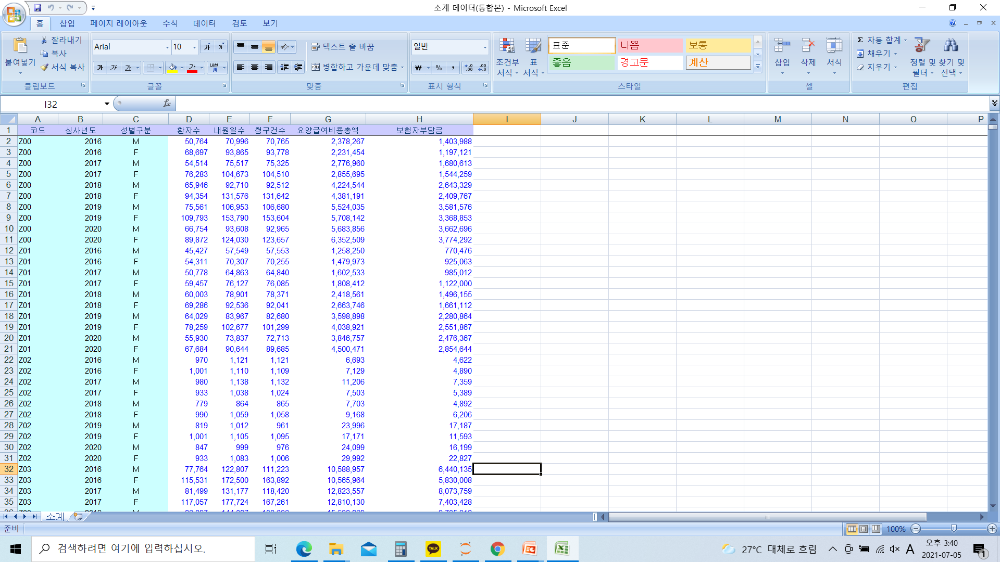 소계 데이터(통합본) - Microsoft Excel
홈 삽입 페이지 레이아웃 수식 데이터 검토 보기
붙여넣기 잘라내기 복사 서식 복사 클립보드
Arial 10 가 가 가 가 가 가 가 내천 川 글꼴
텍스트 줄 바꿈 병합하고 가운데 맞춤 맞춤
일반 ₩ % , 표시 형식
조건부 서식 표 서식 표준 나쁨 보통 좋음 경고문 계산 스타일
삽입 삭제 서식 셀
Σ 자동 합계 채우기 지우기 정렬 및 필터 찾기 및 선택 편집
I32 fx
A B C D E F G H I J K L M N O P
1 코드 심사년도 성별구분 환자수 내원일수 청구건수 요양급여비용총액 보험자부담금
2 Z00 2016 M 50,764 70,996 70,765 2,378,267 1,403,988
3 Z00 2016 F 68,697 93,865 93,778 2,231,454 1,197,121
4 Z00 2017 M 54,514 75,517 75,325 2,776,960 1,680,613
5 Z00 2017 F 76,283 104,673 104,510 2,855,695 1,544,259
6 Z00 2018 M 65,946 92,710 92,512 4,224,544 2,643,329
7 Z00 2018 F 94,354 131,576 131,642 4,381,191 2,409,767
8 Z00 2019 M 75,561 106,953 106,680 5,524,035 3,581,576
9 Z00 2019 F 109,793 153,790 153,604 5,708,142 3,368,853
10 Z00 2020 M 66,754 93,608 92,965 5,683,856 3,662,696
11 Z00 2020 F 89,872 124,030 123,657 6,352,509 3,774,292
12 Z01 2016 M 45,427 57,549 57,553 1,258,250 770,476
13 Z01 2016 F 54,311 70,307 70,255 1,479,973 925,063
14 Z01 2017 M 50,778 64,863 64,840 1,602,533 985,012
15 Z01 2017 F 59,457 76,127 76,085 1,808,412 1,122,000
16 Z01 2018 M 60,003 78,901 78,371 2,418,561 1,496,155
17 Z01 2018 F 69,286 92,536 92,041 2,663,746 1,661,112
18 Z01 2019 M 64,029 83,967 82,680 3,598,898 2,280,864
19 Z01 2019 F 78,259 102,677 101,299 4,038,921 2,551,867
20 Z01 2020 M 55,930 73,837 72,713 3,846,757 2,476,367
21 Z01 2020 F 67,684 90,644 89,685 4,500,471 2,854,644
22 Z02 2016 M 970 1,121 1,121 6,693 4,622
23 Z02 2016 F 1,001 1,110 1,109 7,129 4,890
24 Z02 2017 M 980 1,138 1,132 11,206 7,359
25 Z02 2017 F 933 1,038 1,024 7,503 5,389
26 Z02 2018 M 779 864 865 7,703 4,892
27 Z02 2018 F 990 1,059 1,058 9,168 6,206
28 Z02 2019 M 819 1,012 961 23,996 17,187
29 Z02 2019 F 1,001 1,105 1,095 17,171 11,593
30 Z02 2020 M 847 999 976 24,099 16,199
31 Z02 2020 F 933 1,083 1,006 29,992 22,827
32 Z03 2016 M 77,764 122,807 111,223 10,588,957 6,440,135
33 Z03 2016 F 115,531 172,500 163,892 10,565,964 5,830,008
34 Z03 2017 M 81,499 131,177 118,420 12,823,557 8,073,759
35 Z03 2017 F 117,057 177,724 167,261 12,810,130 7,403,428
소계
준비 100%
검색하려면 여기에 입력하십시오. TALK 27°C 대체로 흐림 A 오후 3:40
2021-07-05 1